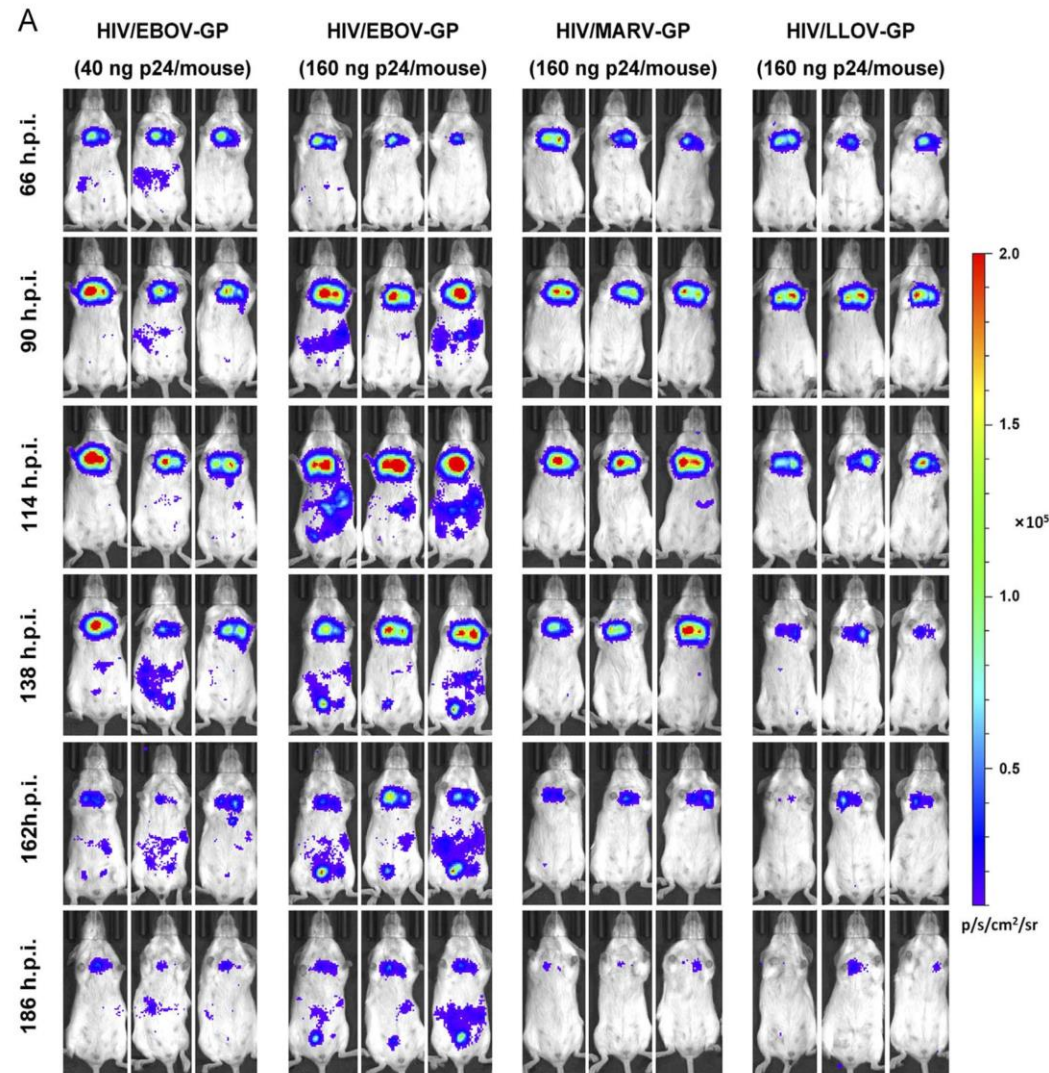 A
HIV/EBOV-GP HIV/EBOV-GP HIV/MARV-GP HIV/LLOV-GP
(40 ng p24/mouse) (160 ng p24/mouse) (160 ng p24/mouse) (160 ng p24/mouse)
66 h.p.i.
90 h.p.i.
114 h.p.i.
138 h.p.i.
162h.p.i.
186 h.p.i.
2.0
1.5
×10⁵
1.0
0.5
p/s/cm²/sr